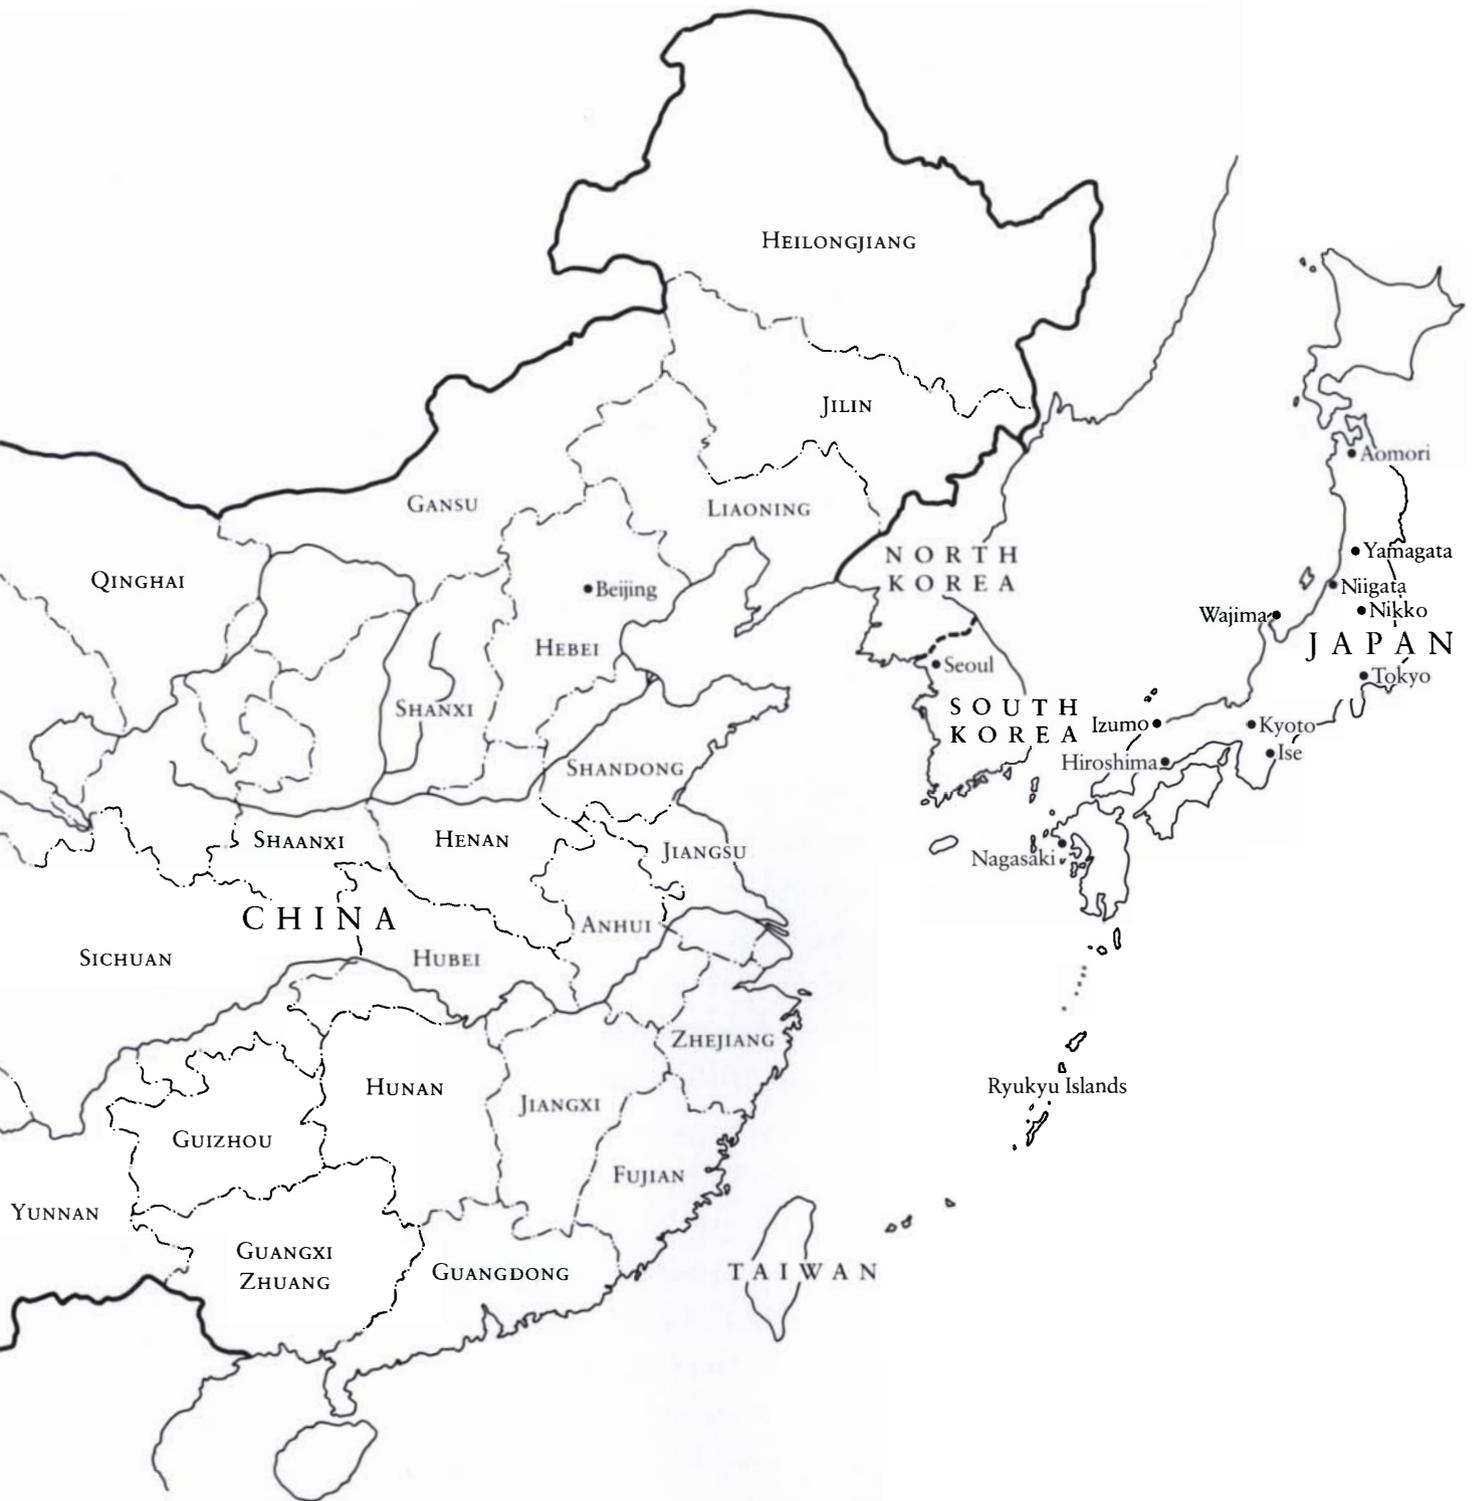 HEILONGJIANG
JILIN
Aomori
GANSU
LIAONING
NORTH
KOREA
Yamagata
QINGHAI
Beijing
Niigata
Nikko
Wajima
HEBEI
JAPAN
Seoul
Tokyo
SHANXI
SOUTH
KOREA
Izumo
Kyoto
Ise
Hiroshima
SHANDONG
SHAANXI
HENAN
JIANGSU
Nagasaki
CHINA
ANHUI
SICHUAN
HUBEI
ZHEJIANG
Ryukyu Islands
HUNAN
JIANGXI
GUIZHOU
FUJIAN
YUNNAN
GUANGXI
ZHUANG
GUANGDONG
TAIWAN